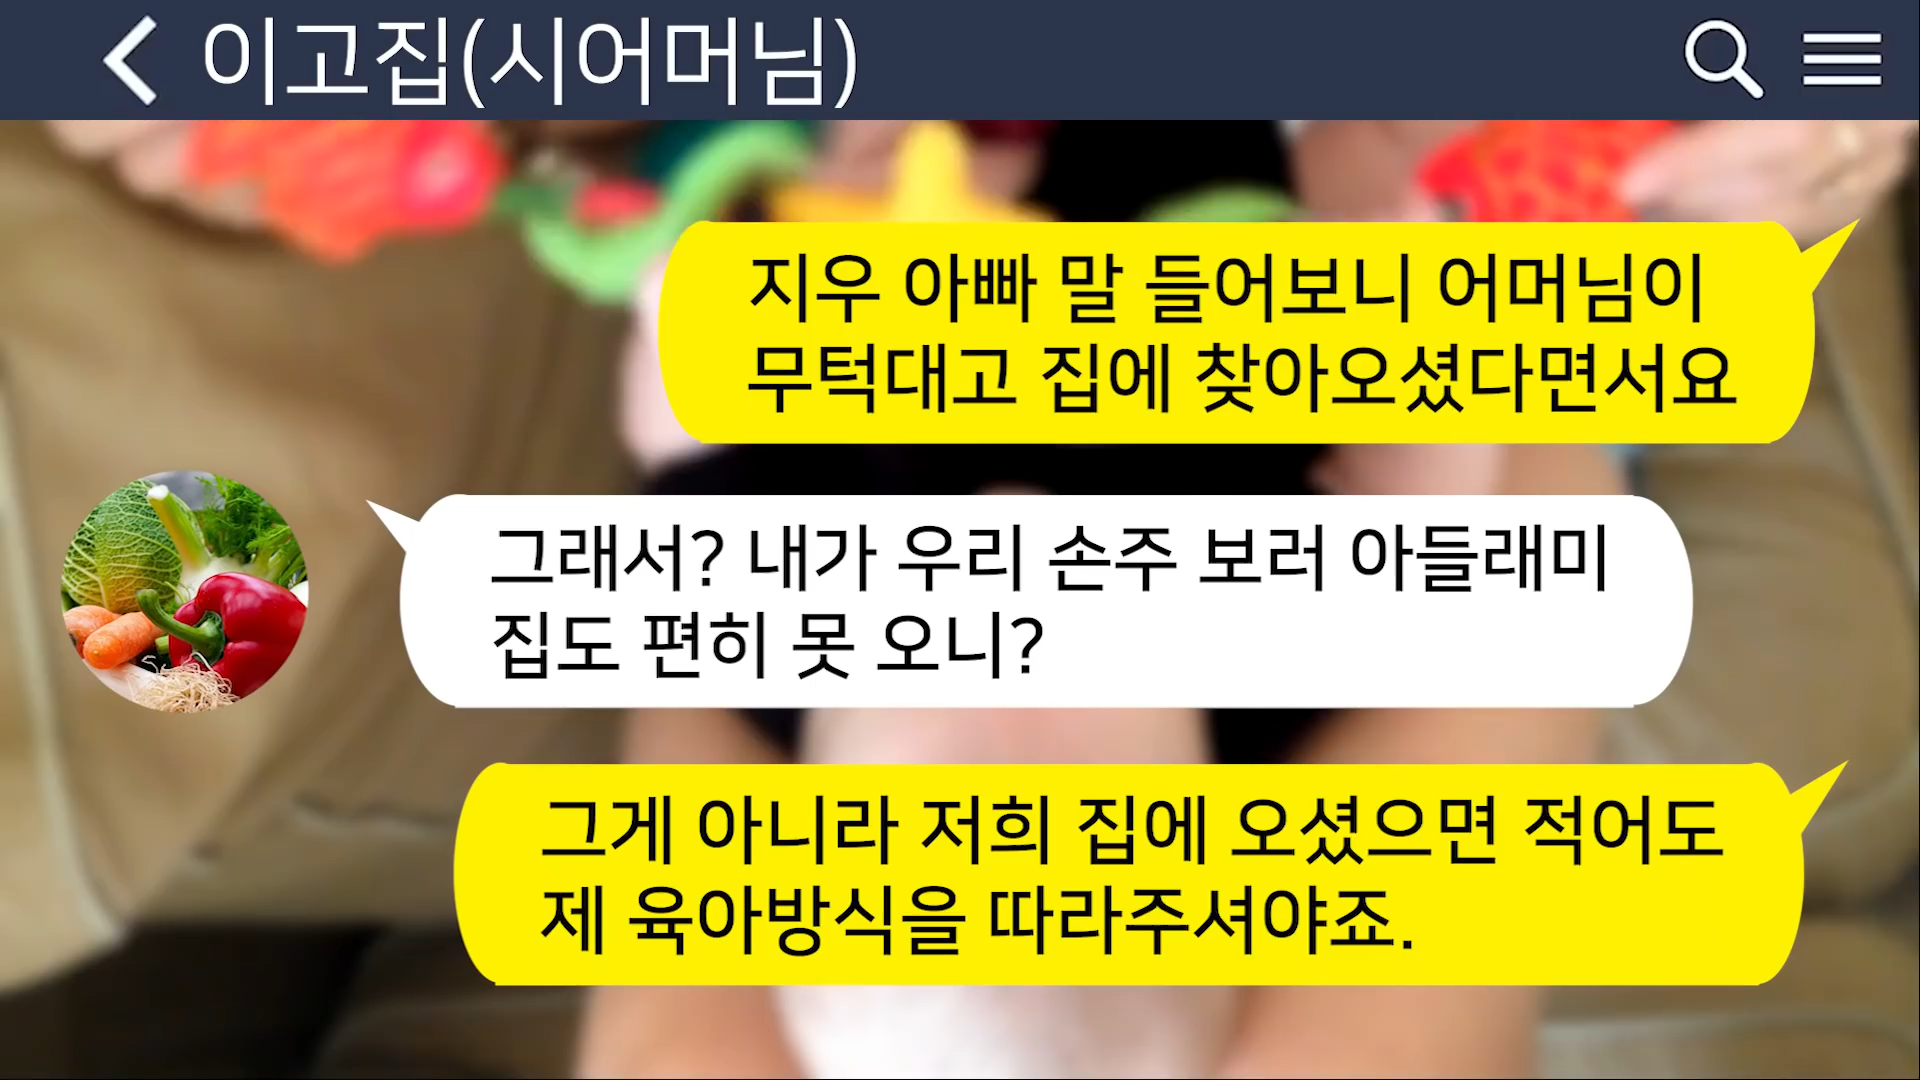 이고집(시어머님)
지우 아빠 말 들어보니 어머님이
무턱대고 집에 찾아오셨다면서요
그래서? 내가 우리 손주 보러 아들래미
집도 편히 못 오니?
그게 아니라 저희 집에 오셨으면 적어도
제 육아방식을 따라주셔야죠.